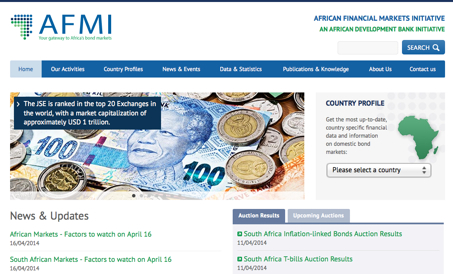 AFMI
Your gateway to Africa's bond markets
AFRICAN FINANCIAL MARKETS INITIATIVE
AN AFRICAN DEVELOPMENT BANK INITIATIVE
SEARCH
Home Our Activities Country Profiles News & Events Data & Statistics Publications & Knowledge About Us Contact us
The JSE is ranked in the top 20 Exchanges in
the world, with a market capitalization of
approximately USD 1 trillion.
100
COUNTRY PROFILE
Get the most up-to-date,
country specific financial
data and information
on domestic bond
markets:
Please select a country
News & Updates
African Markets - Factors to watch on April 16
16/04/2014
South African Markets - Factors to watch on April 16
Auction Results Upcoming Auctions
South Africa Inflation-linked Bonds Auction Results
11/04/2014
South Africa T-bills Auction Results
11/04/2014